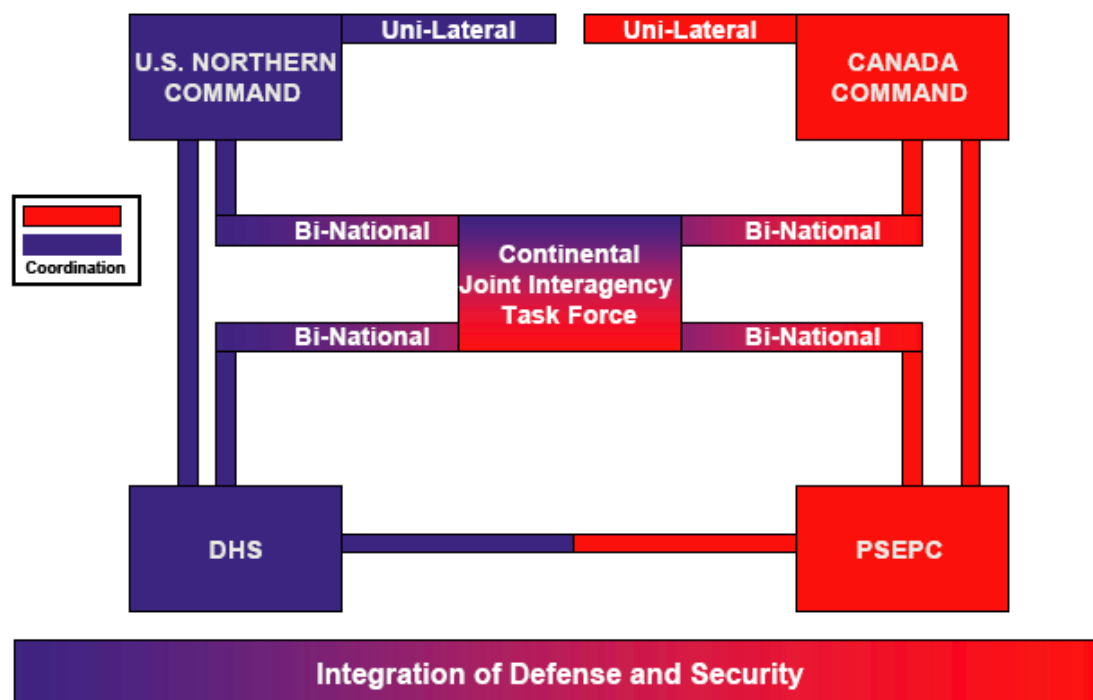 Uni-Lateral
Uni-Lateral
U.S. NORTHERN
COMMAND
CANADA
COMMAND
Bi-National
Bi-National
Continental
Joint Interagency
Task Force
Coordination
Bi-National
Bi-National
DHS
PSEPC
Integration of Defense and Security